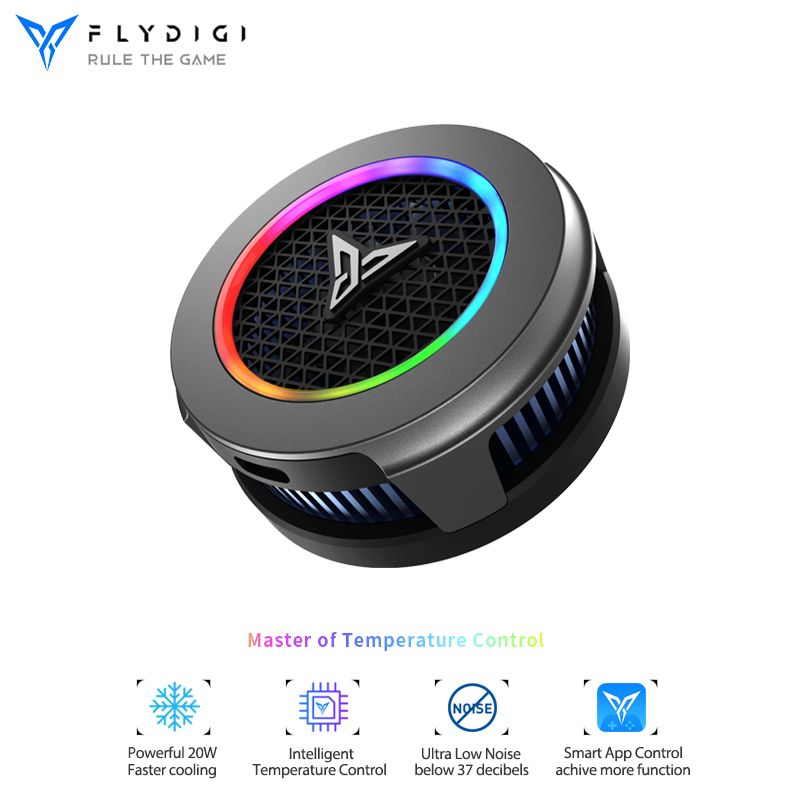 FLYDIGI
RULE THE GAME
Master of Temperature Control
NOISE
Powerful 20W
Faster cooling
Intelligent
Temperature Control
Ultra Low Noise
below 37 decibels
Smart App Control
achive more function